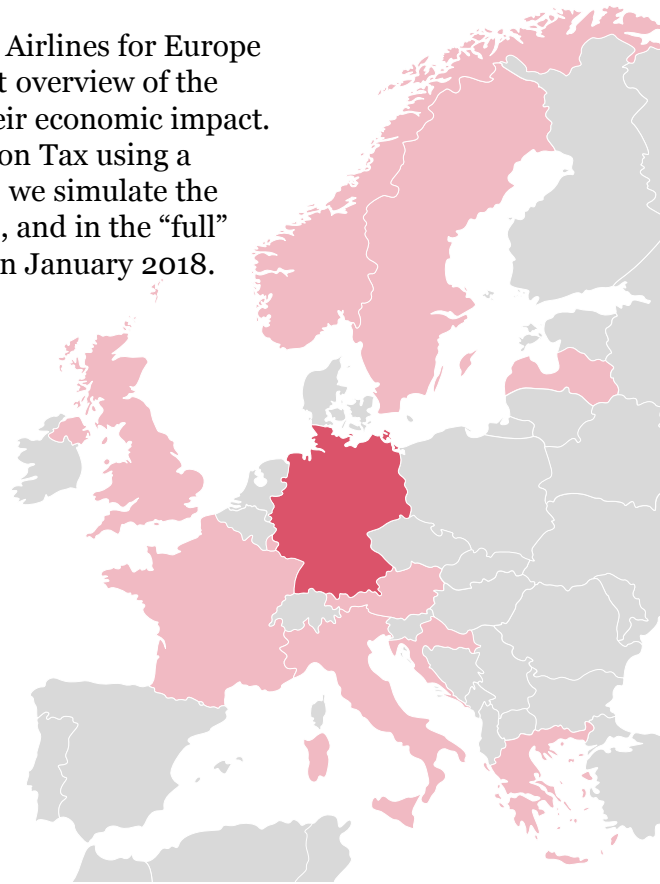 Airlines for Europe
t overview of the
eir economic impact.
on Tax using a
we simulate the
, and in the “full”
n January 2018.